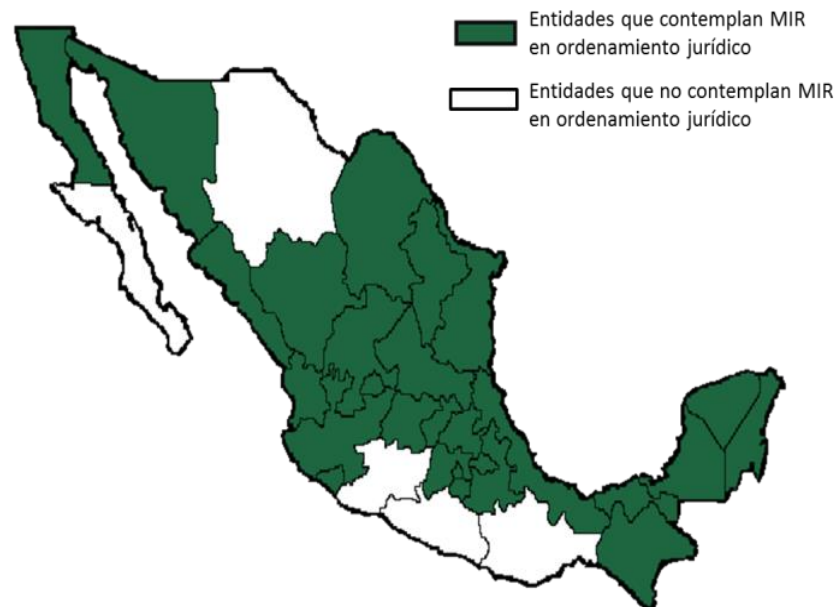 Entidades que contemplan MIR
en ordenamiento jurídico
Entidades que no contemplan MIR
en ordenamiento jurídico